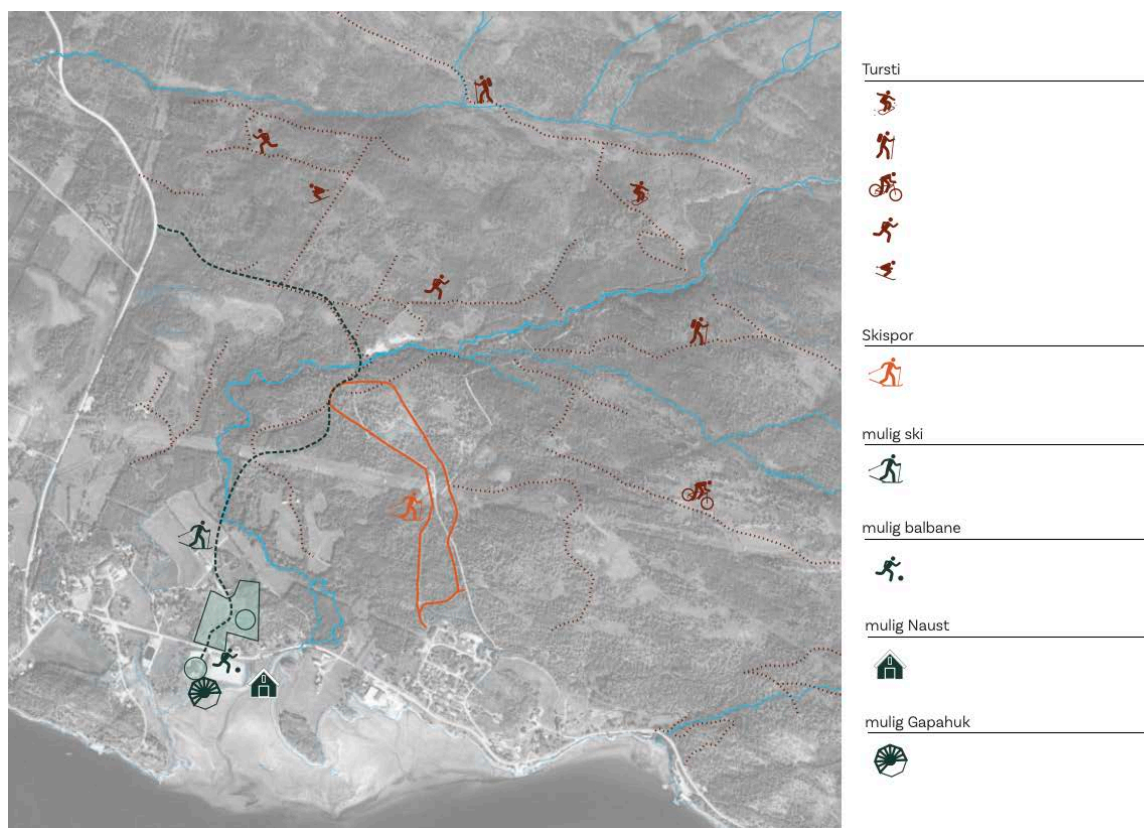 Tursti
Skispor
mulig ski
mulig balbane
mulig Naust
mulig Gapahuk